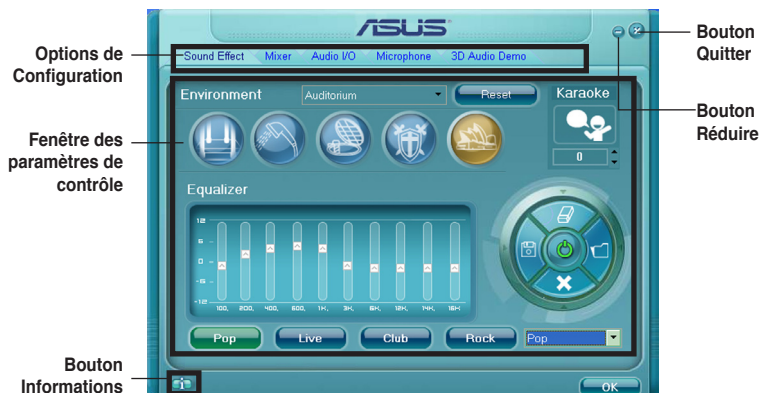 ASUS
Options de
Configuration
Bouton
Quitter
Sound Effect Mixer Audio I/O Microphone 3D Audio Demo
Environment Auditorium Reset Karaoke
Bouton
Réduire
Fenêtre des
paramètres de
contrôle
0
Equalizer
12
6
0
-6
-12
100, 200, 400, 600, 1K, 3K, 6K, 12K, 14K, 16K
Pop Live Club Rock Pop
Bouton
Informations
i
OK